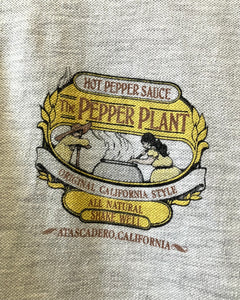 HOT PEPPER SAUCE
The PEPPER PLANT
ORIGINAL CALIFORNIA STYLE
ALL NATURAL
SHAKE WELL
ATASCADERO, CALIFORNIA